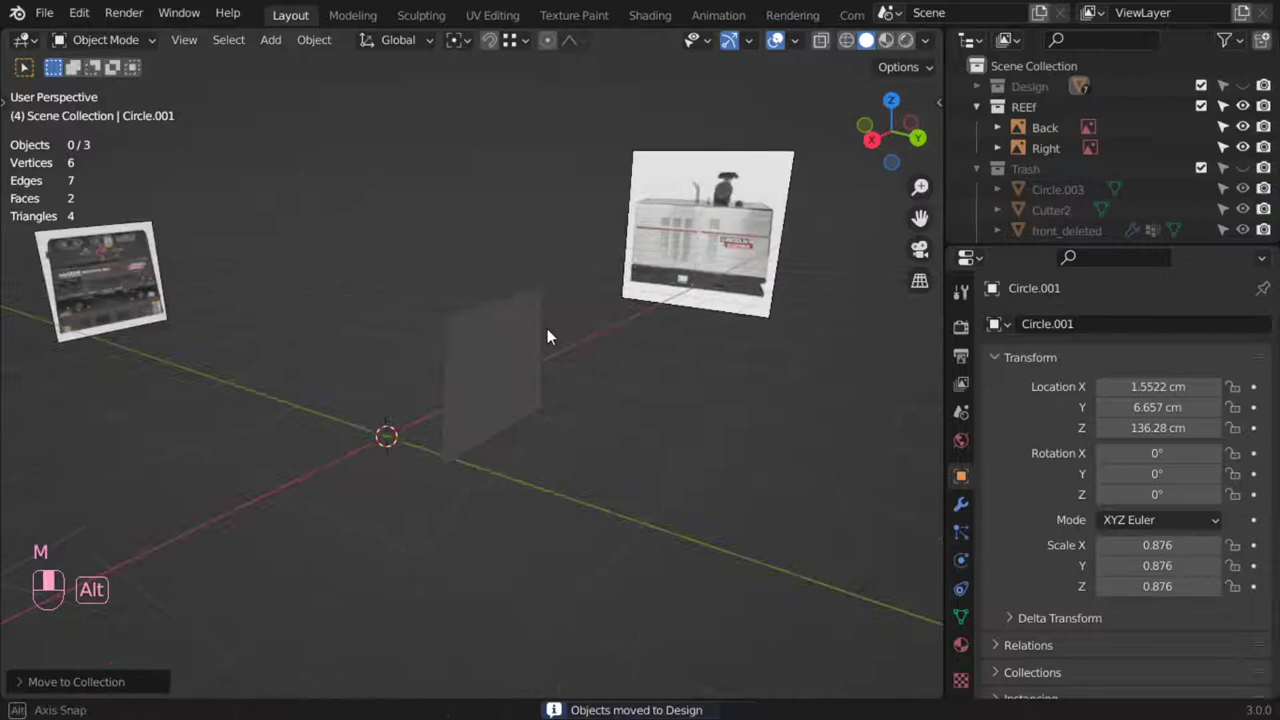 File Edit Render Window Help Layout Modeling Sculpting UV Editing Texture Paint Shading Animation Rendering Com Scene ViewLayer
Object Mode View Select Add Object Global
Options
User Perspective
(4) Scene Collection | Circle.001
Objects 0 / 3
Vertices 6
Edges 7
Faces 2
Triangles 4
Z
X
Y
Scene Collection
Design 7
REEf
Back
Right
Trash
Circle.003
Cutter2
front_deleted
Circle.001
Circle.001
Transform
Location X 1.5522 cm
Y 6.657 cm
Z 136.28 cm
Rotation X 0°
Y 0°
Z 0°
Mode XYZ Euler
Scale X 0.876
Y 0.876
Z 0.876
Delta Transform
Relations
Collections
M
Alt
Move to Collection
Alt Axis Snap
Objects moved to Design
3.0.0